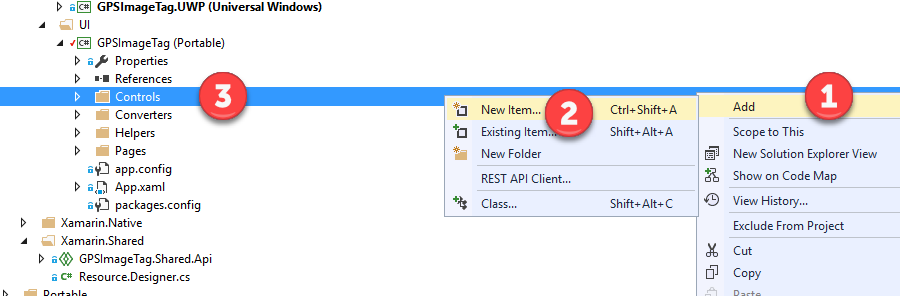 GPSImageTag.UWP (Universal Windows)
UI
GPSImageTag (Portable)
Properties
References
Controls
3
Converters
Helpers
Pages
app.config
App.xaml
packages.config
Xamarin.Native
Xamarin.Shared
GPSImageTag.Shared.Api
C# Resource.Designer.cs
Portable
New Item... 2 Ctrl+Shift+A
Existing Item... Shift+Alt+A
New Folder
REST API Client...
Class... Shift+Alt+C
Add 1
Scope to This
New Solution Explorer View
Show on Code Map
View History...
Exclude From Project
Cut
Copy
Paste